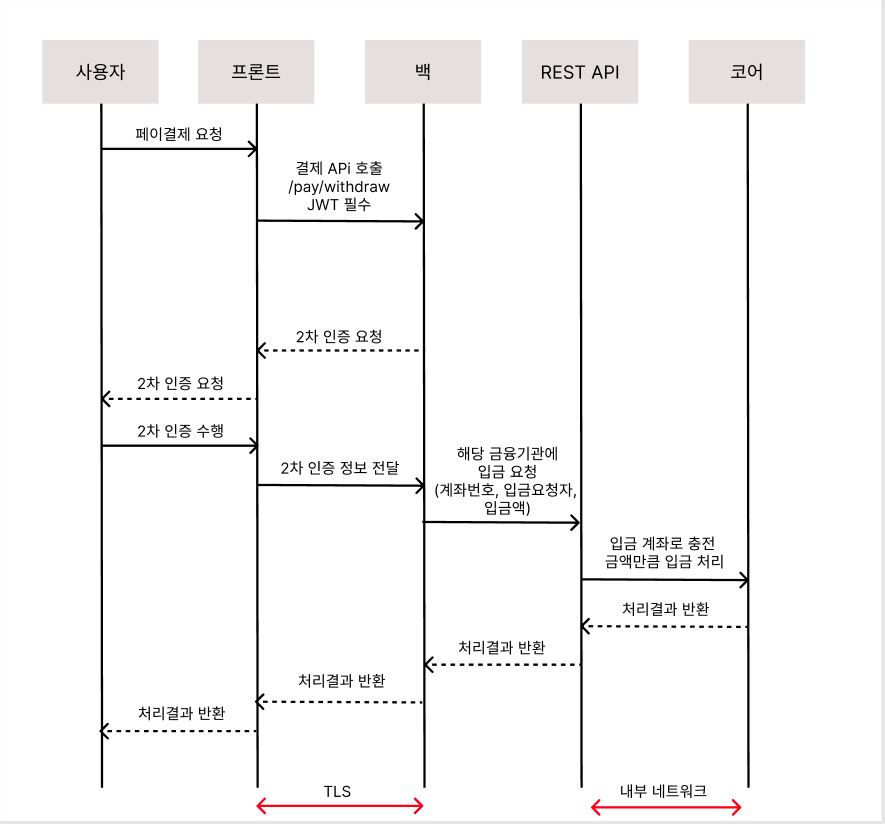 사용자
프론트
백
REST API
코어
페이결제 요청
결제 APi 호출
/pay/withdraw
JWT 필수
2차 인증 요청
2차 인증 요청
2차 인증 수행
2차 인증 정보 전달
해당 금융기관에
입금 요청
(계좌번호, 입금요청자,
입금액)
입금 계좌로 충전
금액만큼 입금 처리
처리결과 반환
처리결과 반환
처리결과 반환
처리결과 반환
TLS
내부 네트워크